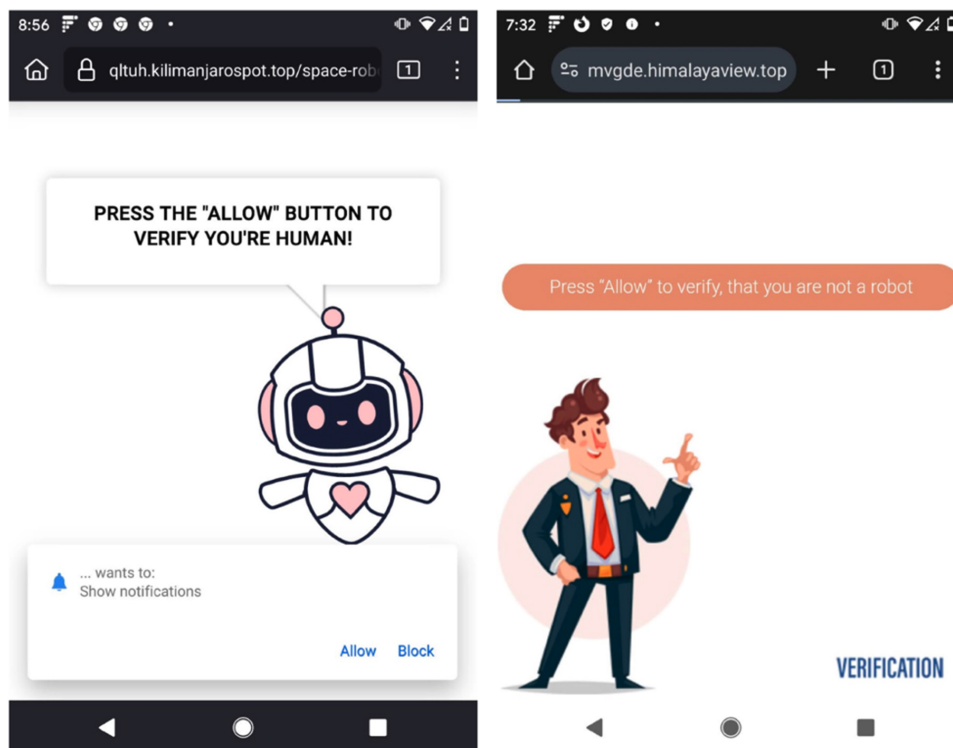 8:56
qltuh.kilimanjarospot.top/space-rob
1
PRESS THE "ALLOW" BUTTON TO
VERIFY YOU'RE HUMAN!
... wants to:
Show notifications
Allow Block
7:32
mvgde.himalayaview.top
1
Press “Allow” to verify, that you are not a robot
VERIFICATION